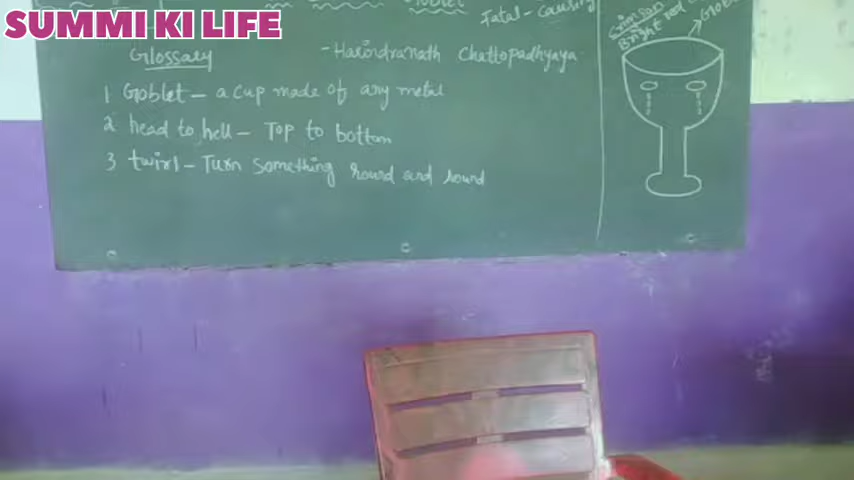 SUMMI KI LIFE
Fatal - causing
Glossary
- Harindranath Chattopadhyaya
1 Goblet - a cup made of any metal
2 head to hell - Top to bottom
3 twirl - Turn something round and round
Crimson
Bright red